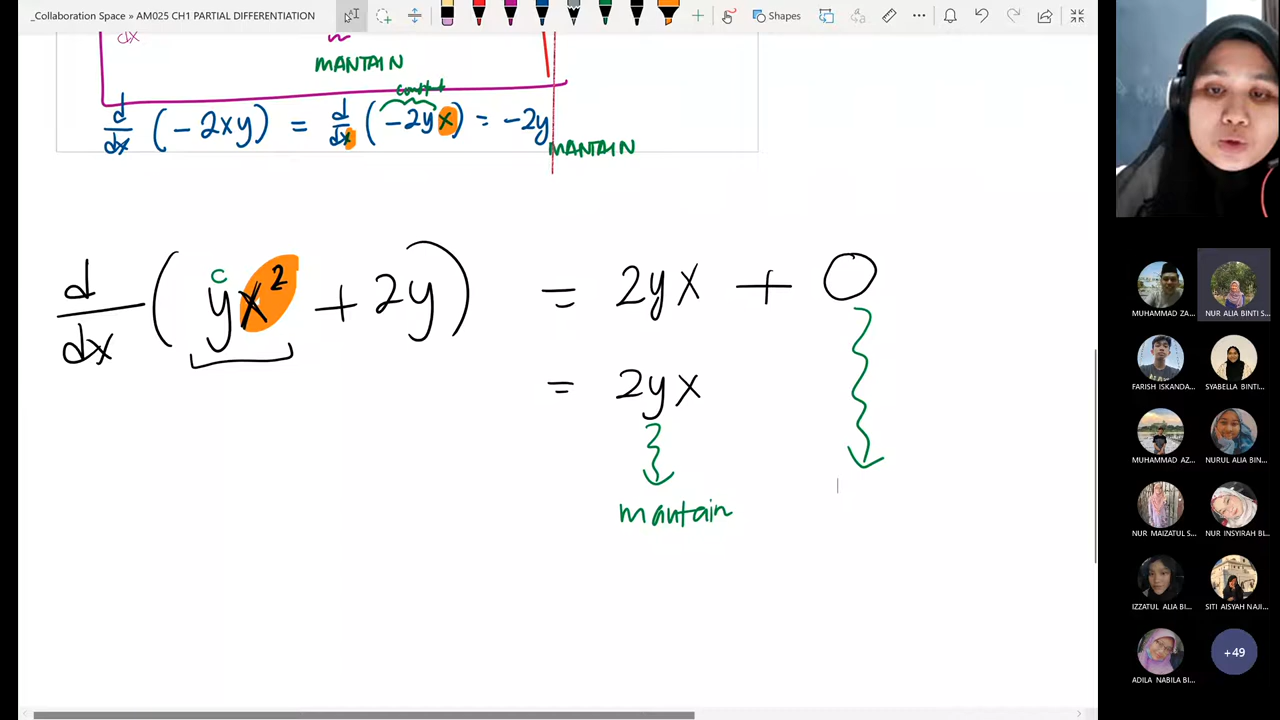 _Collaboration Space » AM025 CH1 PARTIAL DIFFERENTIATION
Shapes
dx
MANTAIN
constt
d/dx (-2xy) = d/dx (-2yx) = -2y
MANTAIN
c
d/dx (yx² + 2y) = 2yx + 0
= 2yx
mantain
MUHAMMAD ZA...
NUR ALIA BINTI S...
FARISH ISKANDA...
SYABELLA BINTI...
MUHAMMAD AZ...
NURUL ALIA BIN...
NUR MAIZATUL S...
NUR INSYIRAH BI...
IZZATUL ALIA BI...
SITI AISYAH NAJI...
ADILA NABILA BI...
+49